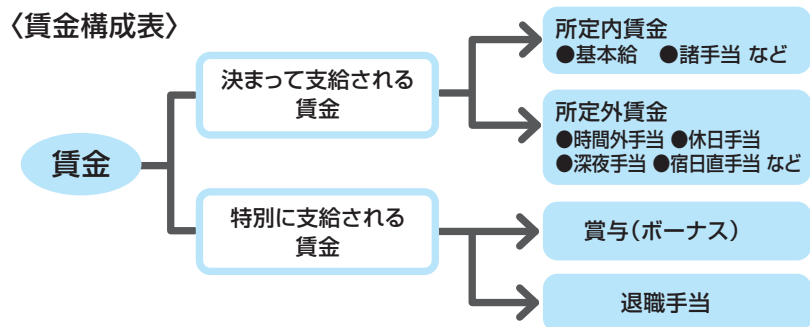 〈賃金構成表〉
賃金
決まって支給される
賃金
所定内賃金
●基本給　●諸手当 など
所定外賃金
●時間外手当 ●休日手当
●深夜手当 ●宿日直手当 など
特別に支給される
賃金
賞与（ボーナス）
退職手当